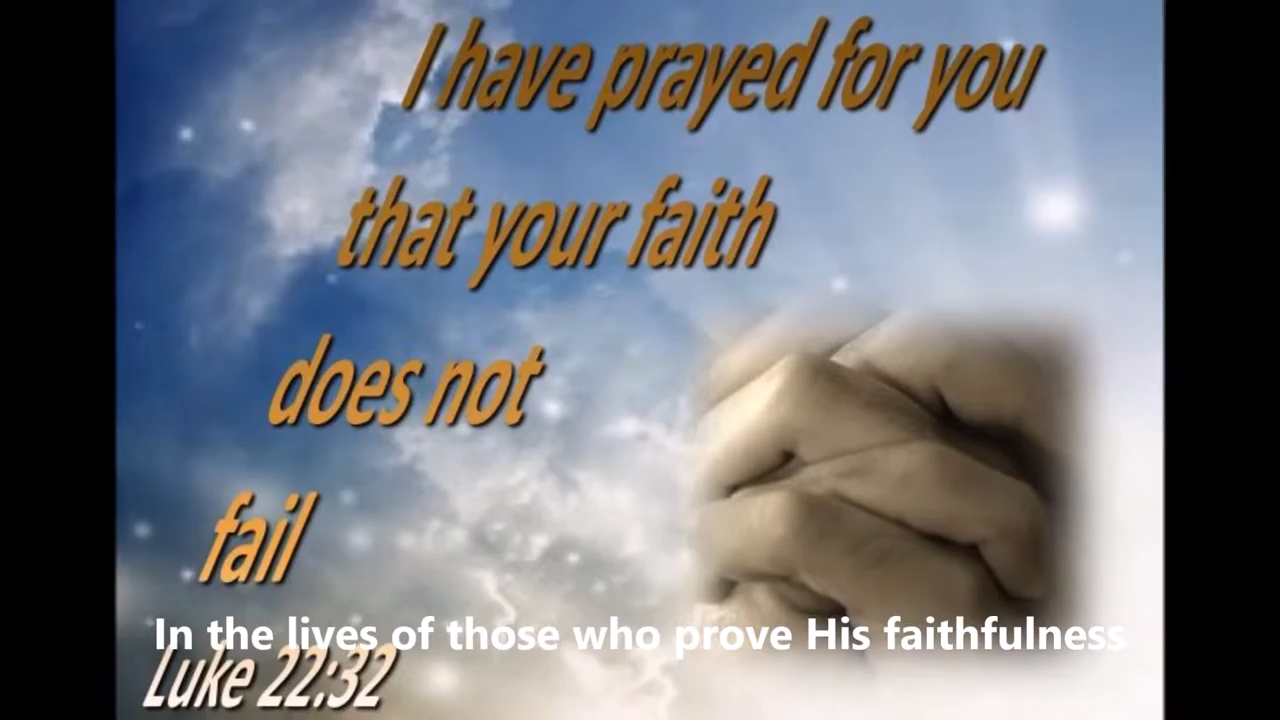 I have prayed for you
that your faith
does not
fail
In the lives of those who prove His faithfulness
Luke 22:32